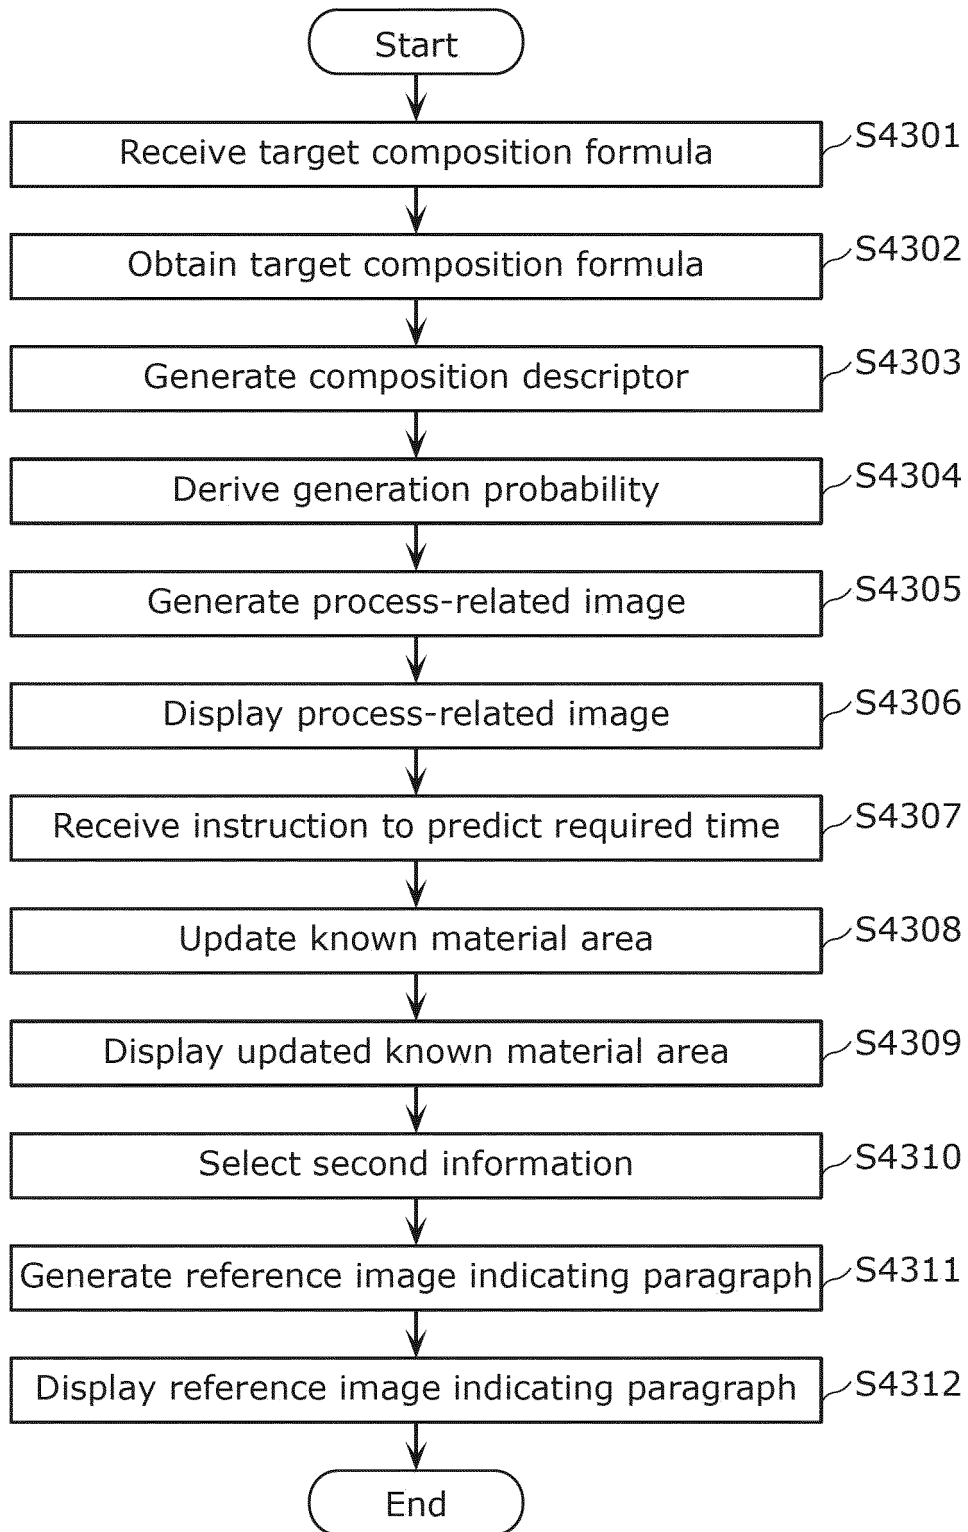 Start
Receive target composition formula
S4301
Obtain target composition formula
S4302
Generate composition descriptor
S4303
Derive generation probability
S4304
Generate process-related image
S4305
Display process-related image
S4306
Receive instruction to predict required time
S4307
Update known material area
S4308
Display updated known material area
S4309
Select second information
S4310
Generate reference image indicating paragraph
S4311
Display reference image indicating paragraph
S4312
End